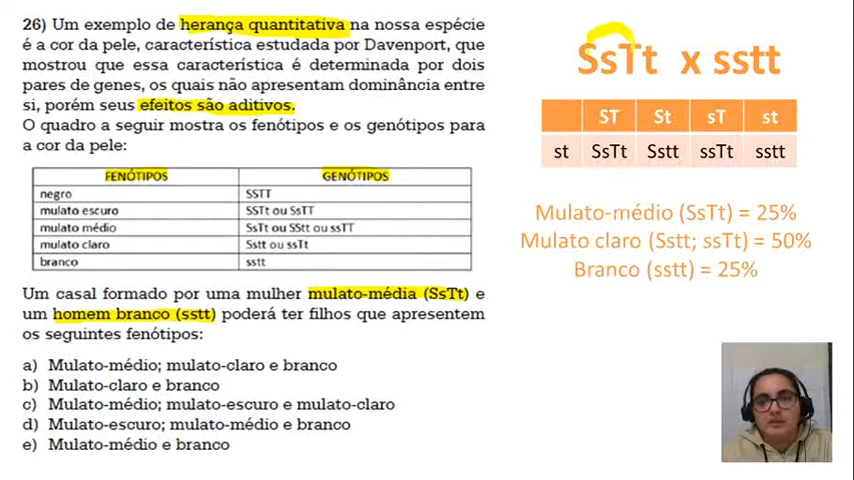 26) Um exemplo de herança quantitativa na nossa espécie
é a cor da pele, característica estudada por Davenport, que
mostrou que essa característica é determinada por dois
pares de genes, os quais não apresentam dominância entre
si, porém seus efeitos são aditivos.
O quadro a seguir mostra os fenótipos e os genótipos para
a cor da pele:
FENÓTIPOS GENÓTIPOS
negro SSTT
mulato escuro SSTt ou SsTT
mulato médio SsTt ou SStt ou ssTT
mulato claro Sstt ou ssTt
branco sstt
Um casal formado por uma mulher mulato-média (SsTt) e
um homem branco (sstt) poderá ter filhos que apresentem
os seguintes fenótipos:
a) Mulato-médio; mulato-claro e branco
b) Mulato-claro e branco
c) Mulato-médio; mulato-escuro e mulato-claro
d) Mulato-escuro; mulato-médio e branco
e) Mulato-médio e branco
SsTt x sstt
ST St sT st
st SsTt Sstt ssTt sstt
Mulato-médio (SsTt) = 25%
Mulato claro (Sstt; ssTt) = 50%
Branco (sstt) = 25%